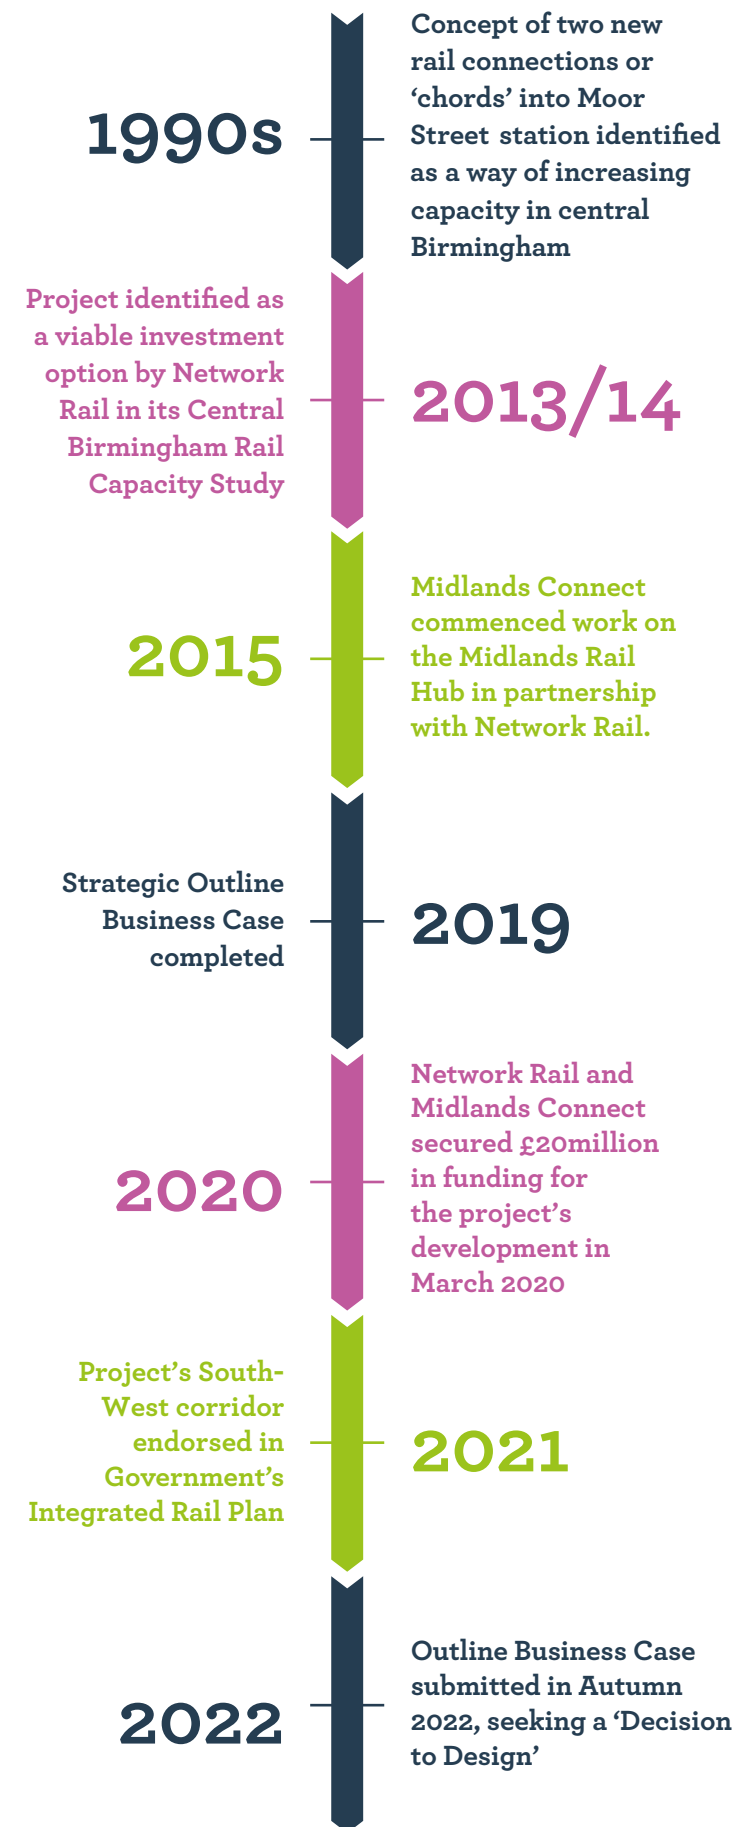 1990s
Concept of two new
rail connections or
‘chords’ into Moor
Street station identified
as a way of increasing
capacity in central
Birmingham
Project identified as
a viable investment
option by Network
Rail in its Central
Birmingham Rail
Capacity Study
2013/14
2015
Midlands Connect
commenced work on
the Midlands Rail
Hub in partnership
with Network Rail.
Strategic Outline
Business Case
completed
2019
2020
Network Rail and
Midlands Connect
secured £20million
in funding for
the project’s
development in
March 2020
Project’s South-
West corridor
endorsed in
Government’s
Integrated Rail Plan
2021
2022
Outline Business Case
submitted in Autumn
2022, seeking a ‘Decision
to Design’